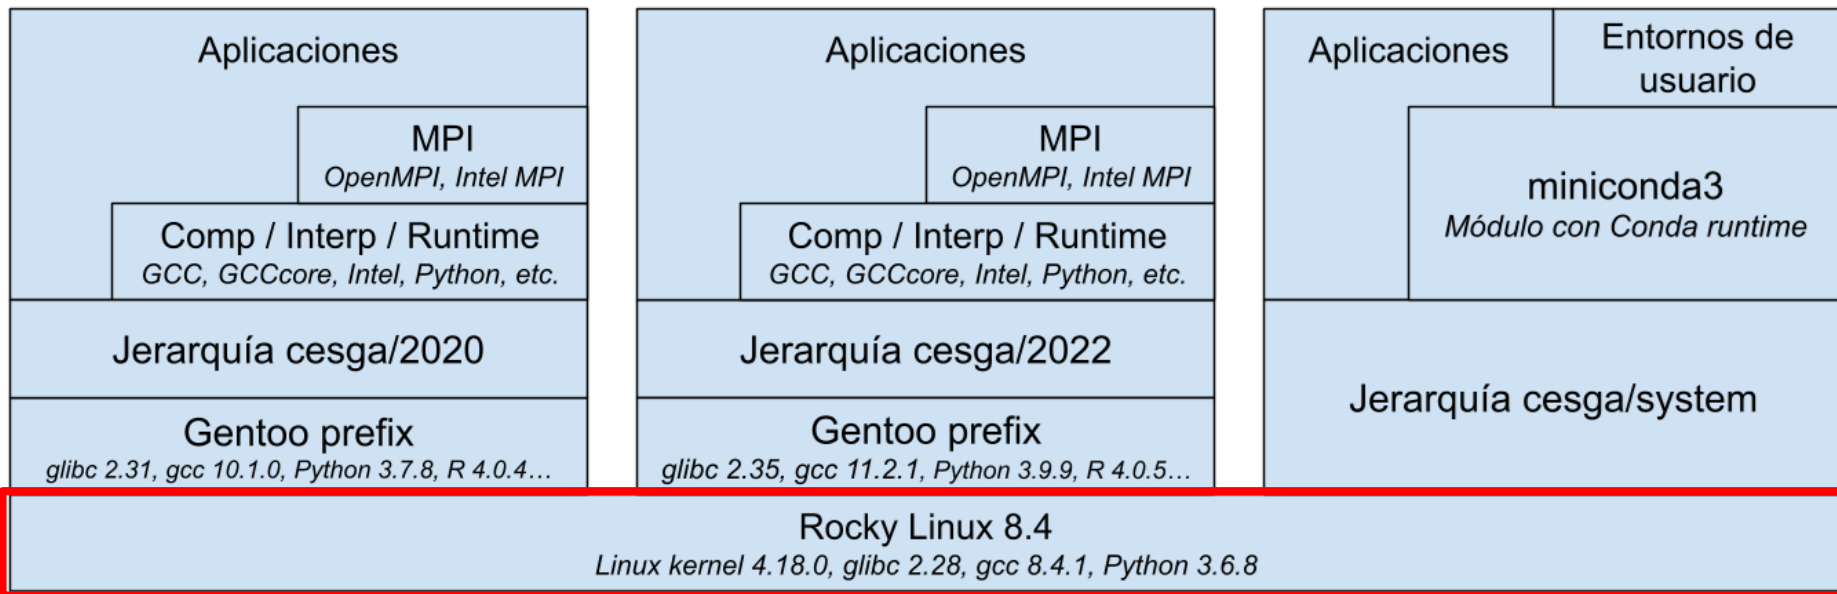 Aplicaciones
MPI
OpenMPI, Intel MPI
Comp / Interp / Runtime
GCC, GCCcore, Intel, Python, etc.
Jerarquía cesga/2020
Gentoo prefix
glibc 2.31, gcc 10.1.0, Python 3.7.8, R 4.0.4…
Aplicaciones
MPI
OpenMPI, Intel MPI
Comp / Interp / Runtime
GCC, GCCcore, Intel, Python, etc.
Jerarquía cesga/2022
Gentoo prefix
glibc 2.35, gcc 11.2.1, Python 3.9.9, R 4.0.5…
Aplicaciones
Entornos de
usuario
miniconda3
Módulo con Conda runtime
Jerarquía cesga/system
Rocky Linux 8.4
Linux kernel 4.18.0, glibc 2.28, gcc 8.4.1, Python 3.6.8